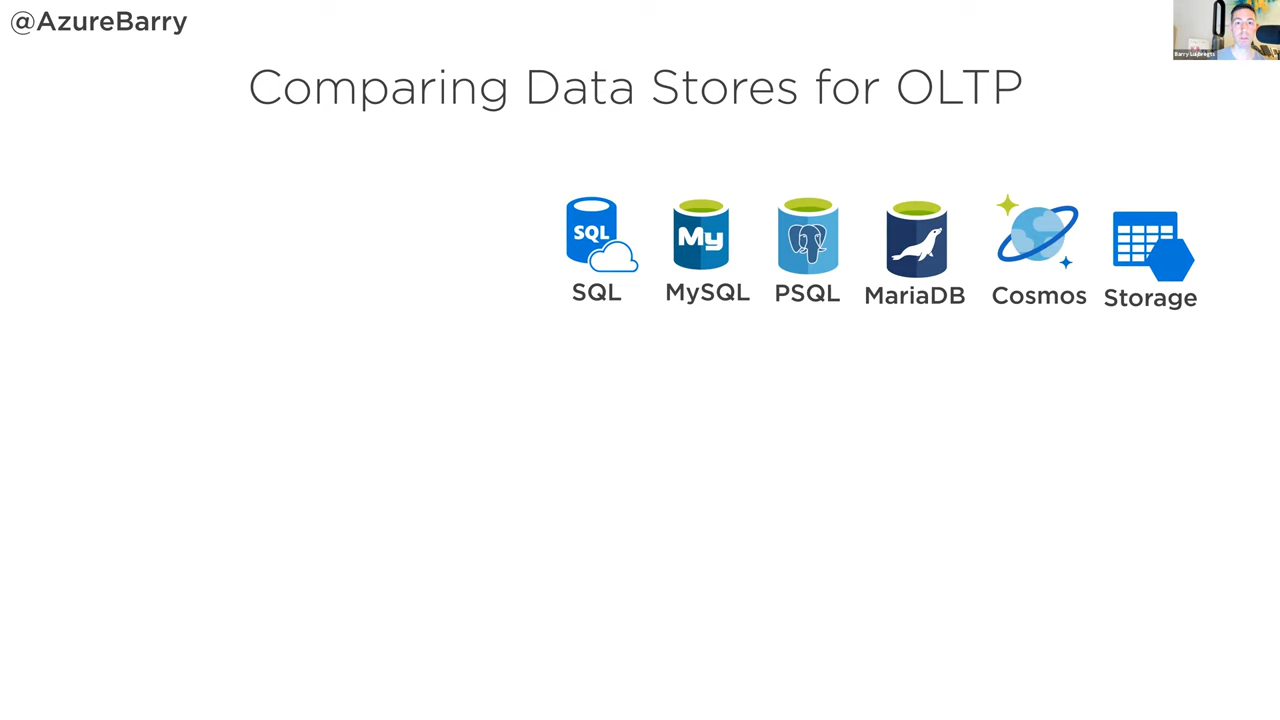 @AzureBarry
Comparing Data Stores for OLTP
SQL
My
SQL MySQL PSQL MariaDB Cosmos Storage